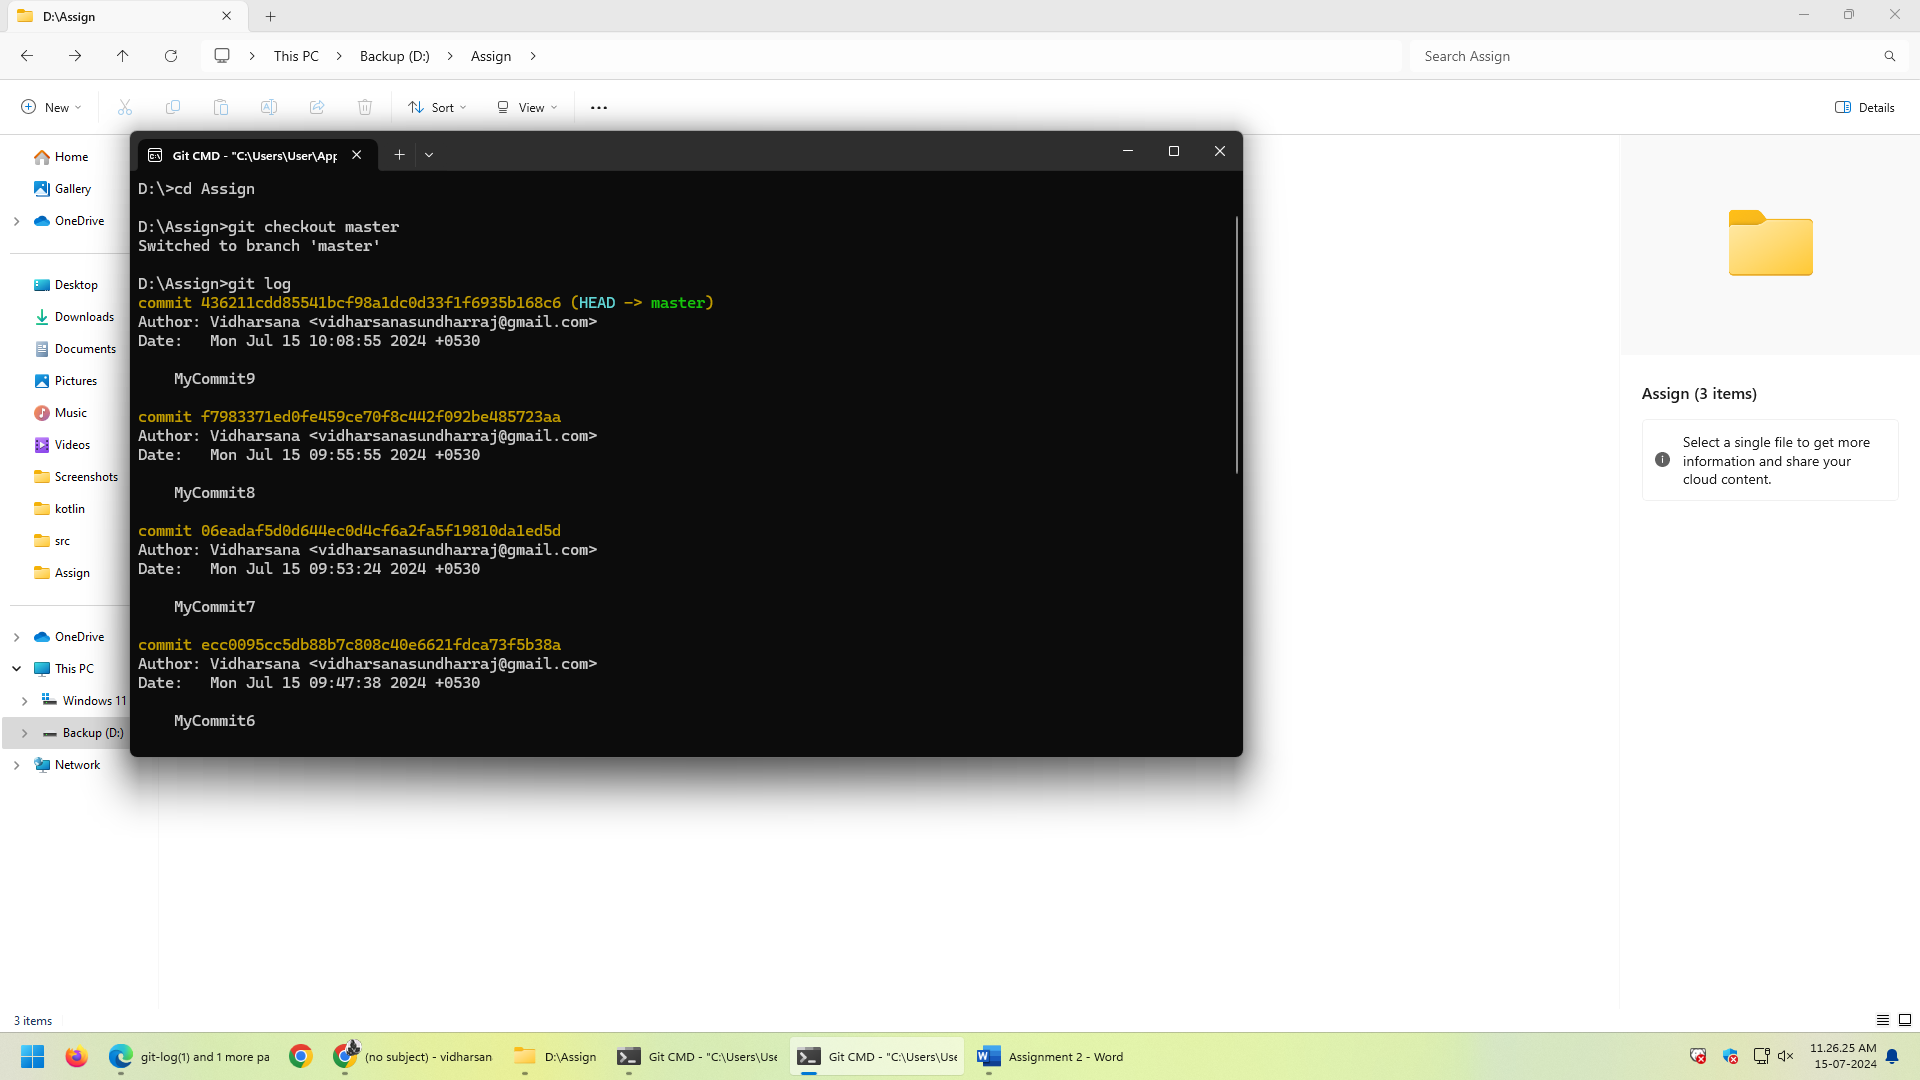 D:\Assign
This PC
Backup (D:)
Assign
Search Assign
New
Sort
View
Details
Home
Gallery
OneDrive
Desktop
Downloads
Documents
Pictures
Music
Videos
Screenshots
kotlin
src
Assign
OneDrive
This PC
Windows 11
Backup (D:)
Network
Git CMD - "C:\Users\User\App
D:\>cd Assign
D:\Assign>git checkout master
Switched to branch 'master'
D:\Assign>git log
commit 436211cdd85541bcf98a1dc0d33f1f6935b168c6 (HEAD -> master)
Author: Vidharsana <vidharsanasundharraj@gmail.com>
Date:   Mon Jul 15 10:08:55 2024 +0530
MyCommit9
commit f7983371ed0fe459ce70f8c442f092be485723aa
Author: Vidharsana <vidharsanasundharraj@gmail.com>
Date:   Mon Jul 15 09:55:55 2024 +0530
MyCommit8
commit 06eadaf5d0d644ec0d4cf6a2fa5f19810da1ed5d
Author: Vidharsana <vidharsanasundharraj@gmail.com>
Date:   Mon Jul 15 09:53:24 2024 +0530
MyCommit7
commit ecc0095cc5db88b7c808c40e6621fdca73f5b38a
Author: Vidharsana <vidharsanasundharraj@gmail.com>
Date:   Mon Jul 15 09:47:38 2024 +0530
MyCommit6
Assign (3 items)
Select a single file to get more
information and share your
cloud content.
3 items
git-log(1) and 1 more pa
(no subject) - vidharsan
D:\Assign
Git CMD - "C:\Users\Use
Git CMD - "C:\Users\Use
Assignment 2 - Word
11.26.25 AM
15-07-2024